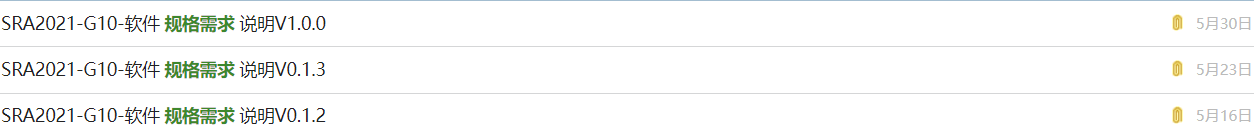 SRA2021-G10-软件 规格需求 说明V1.0.0 5月30日
SRA2021-G10-软件 规格需求 说明V0.1.3 5月23日
SRA2021-G10-软件 规格需求 说明V0.1.2 5月16日